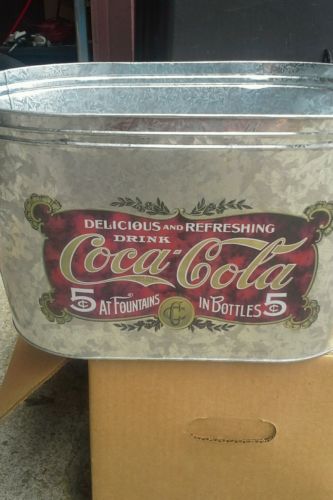 DELICIOUS AND REFRESHING
DRINK
Coca-Cola
5¢ AT FOUNTAINS IN BOTTLES 5¢